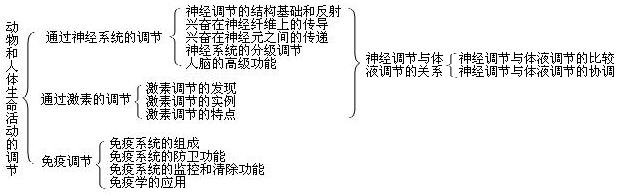 动物和人体生命活动的调节
通过神经系统的调节
神经调节的结构基础和反射
兴奋在神经纤维上的传导
兴奋在神经元之间的传递
神经系统的分级调节
人脑的高级功能
通过激素的调节
激素调节的发现
激素调节的实例
激素调节的特点
神经调节与体
液调节的关系
神经调节与体液调节的比较
神经调节与体液调节的协调
免疫调节
免疫系统的组成
免疫系统的防卫功能
免疫系统的监控和清除功能
免疫学的应用